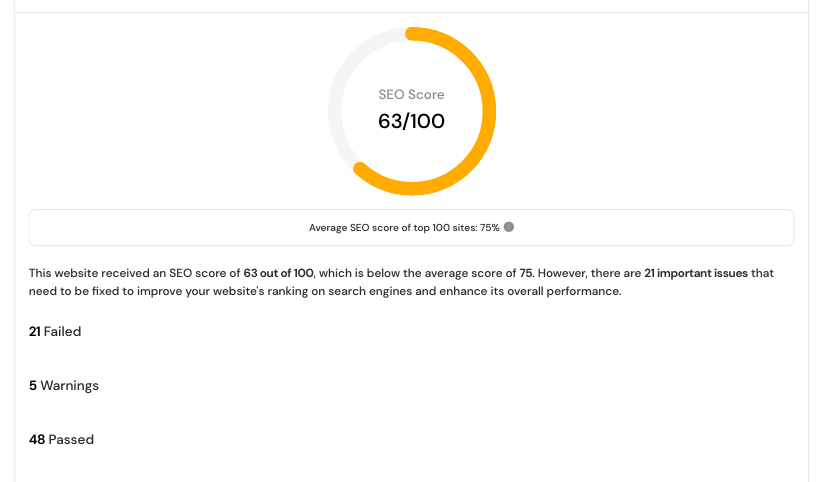 SEO Score
63/100
Average SEO score of top 100 sites: 75%
This website received an SEO score of 63 out of 100, which is below the average score of 75. However, there are 21 important issues that
need to be fixed to improve your website's ranking on search engines and enhance its overall performance.
21 Failed
5 Warnings
48 Passed